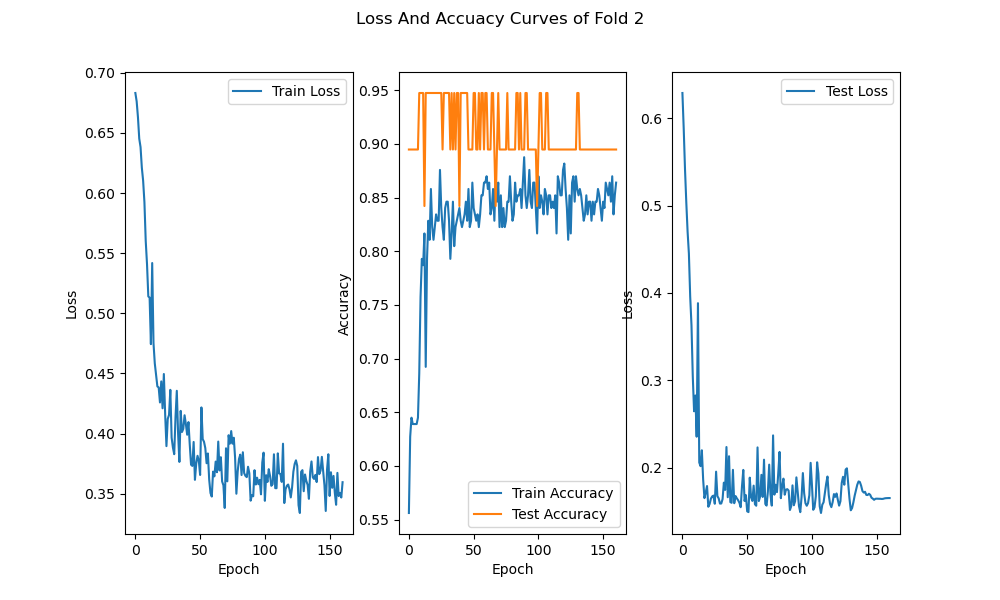 Loss And Accuacy Curves of Fold 2
Train Loss
0.70
0.65
0.60
0.55
0.50
0.45
0.40
0.35
Loss
0 50 100 150
Epoch
0.95
0.90
0.85
0.80
0.75
0.70
0.65
0.60
0.55
Accuracy
Train Accuracy
Test Accuracy
0 50 100 150
Epoch
Test Loss
0.6
0.5
0.4
0.3
0.2
Loss
0 50 100 150
Epoch